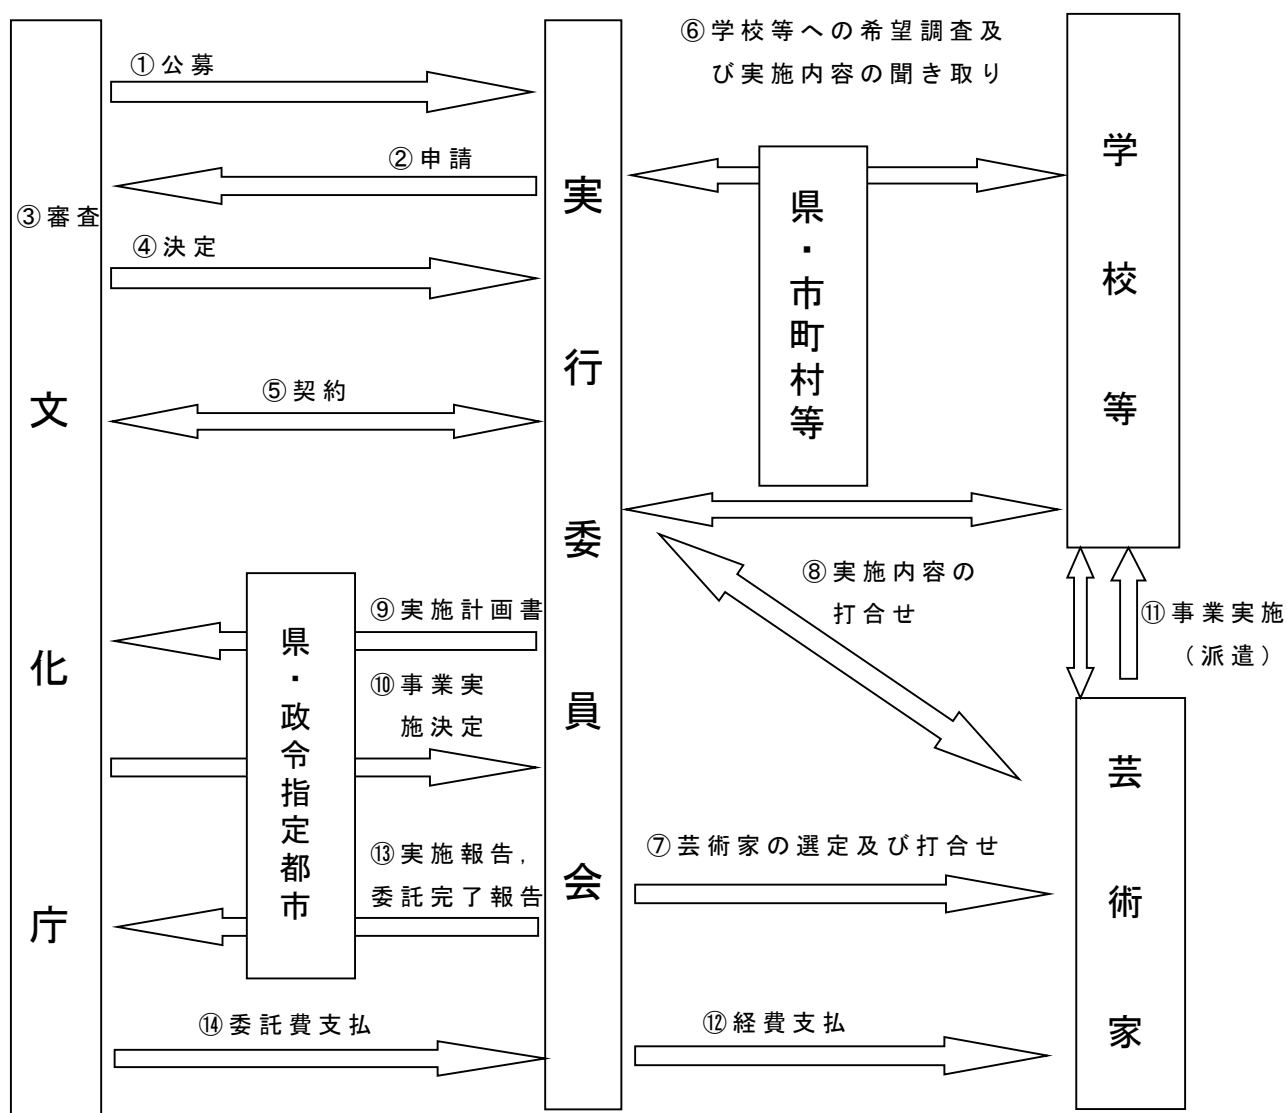 ①公募
②申請
③審査
④決定
⑤契約
文化庁
実行委員会
⑥学校等への希望調査及
び実施内容の聞き取り
県・市町村等
学校等
⑧実施内容の
打合せ
⑪事業実施
（派遣）
⑨実施計画書
⑩事業実
施決定
県・政令指定都市
⑬実施報告，
委託完了報告
⑦芸術家の選定及び打合せ
芸術家
⑭委託費支払
⑫経費支払